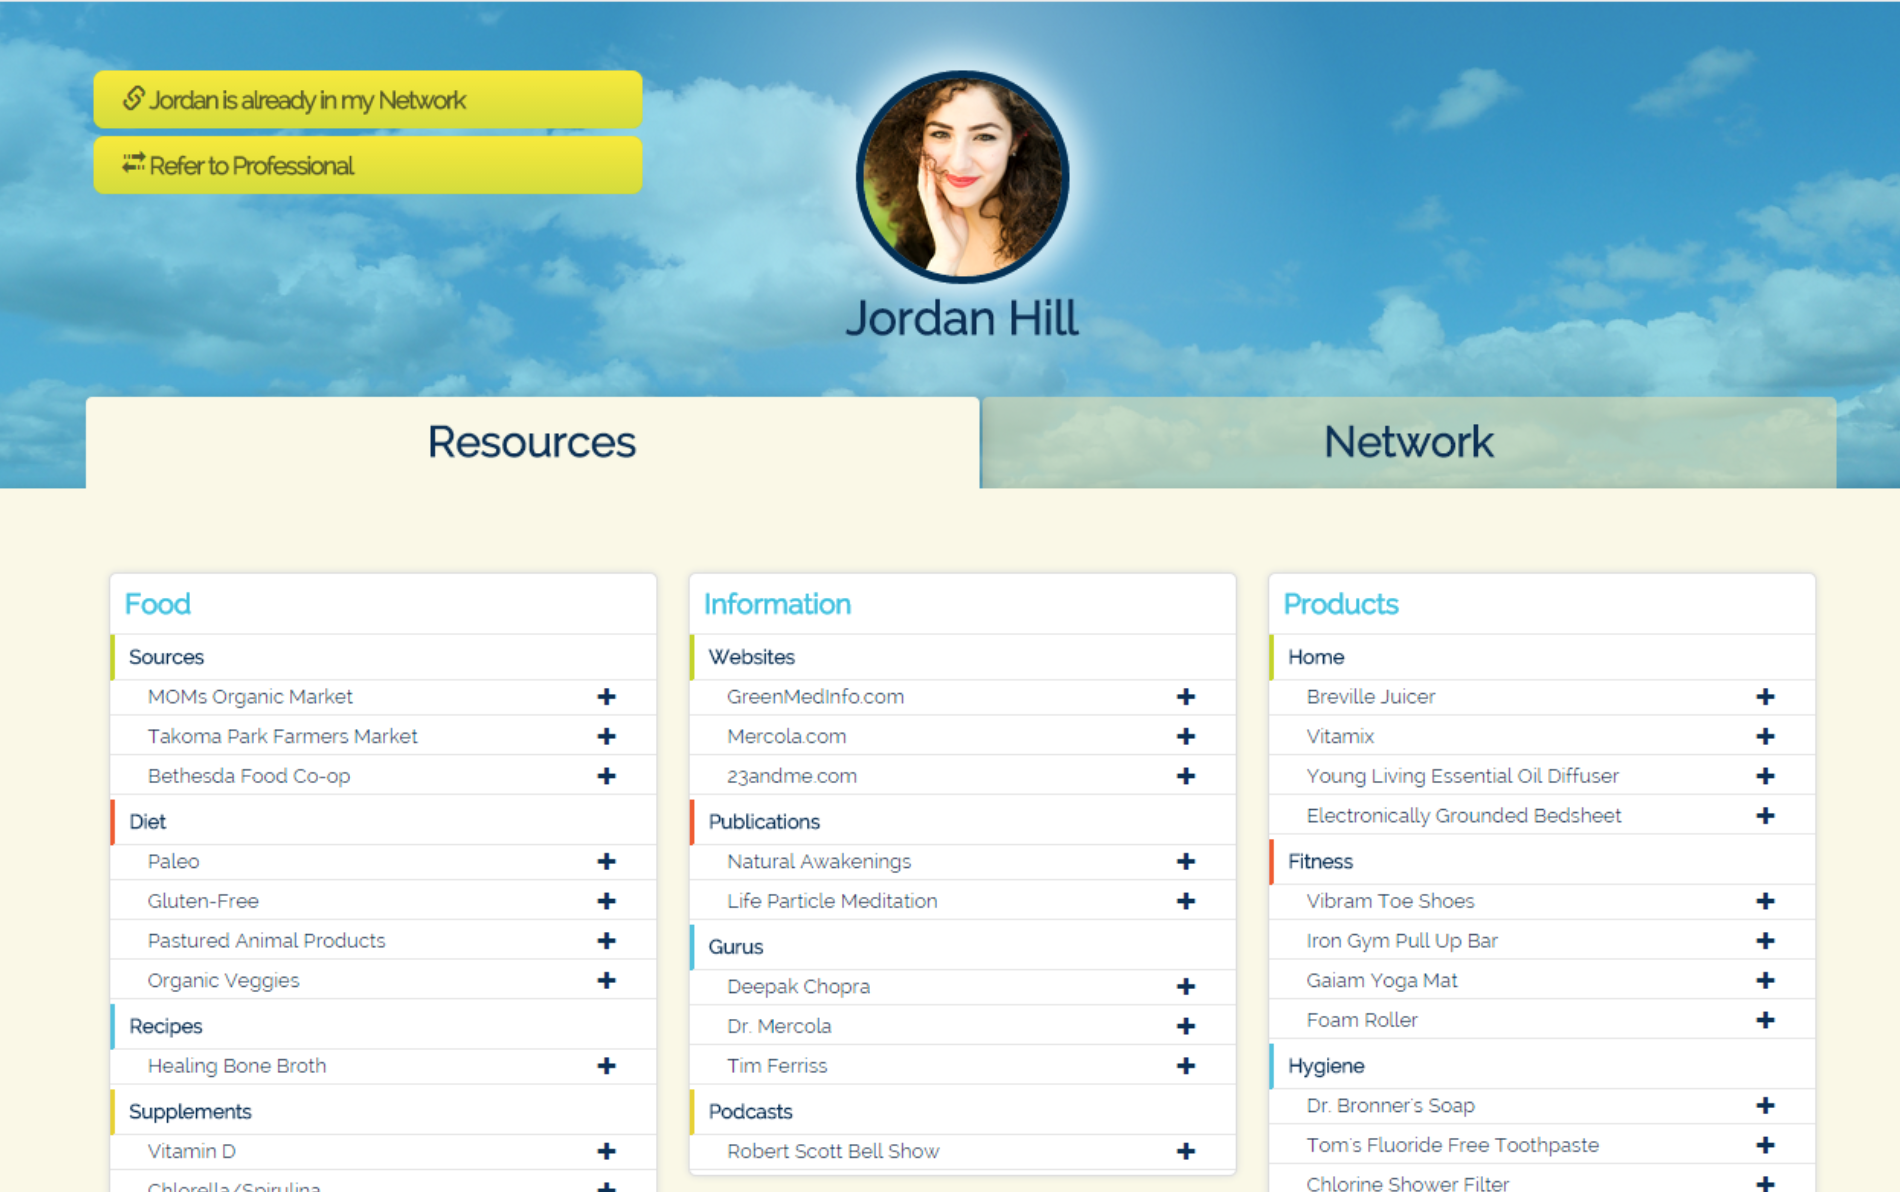 Jordan is already in my Network
Refer to Professional
Jordan Hill
Resources
Network
Food
Sources
MOMs Organic Market
Takoma Park Farmers Market
Bethesda Food Co-op
Diet
Paleo
Gluten-Free
Pastured Animal Products
Organic Veggies
Recipes
Healing Bone Broth
Supplements
Vitamin D
Chlorella/Spirulina
Information
Websites
GreenMedInfo.com
Mercola.com
23andme.com
Publications
Natural Awakenings
Life Particle Meditation
Gurus
Deepak Chopra
Dr. Mercola
Tim Ferriss
Podcasts
Robert Scott Bell Show
Products
Home
Breville Juicer
Vitamix
Young Living Essential Oil Diffuser
Electronically Grounded Bedsheet
Fitness
Vibram Toe Shoes
Iron Gym Pull Up Bar
Gaiam Yoga Mat
Foam Roller
Hygiene
Dr. Bronner's Soap
Tom's Fluoride Free Toothpaste
Chlorine Shower Filter